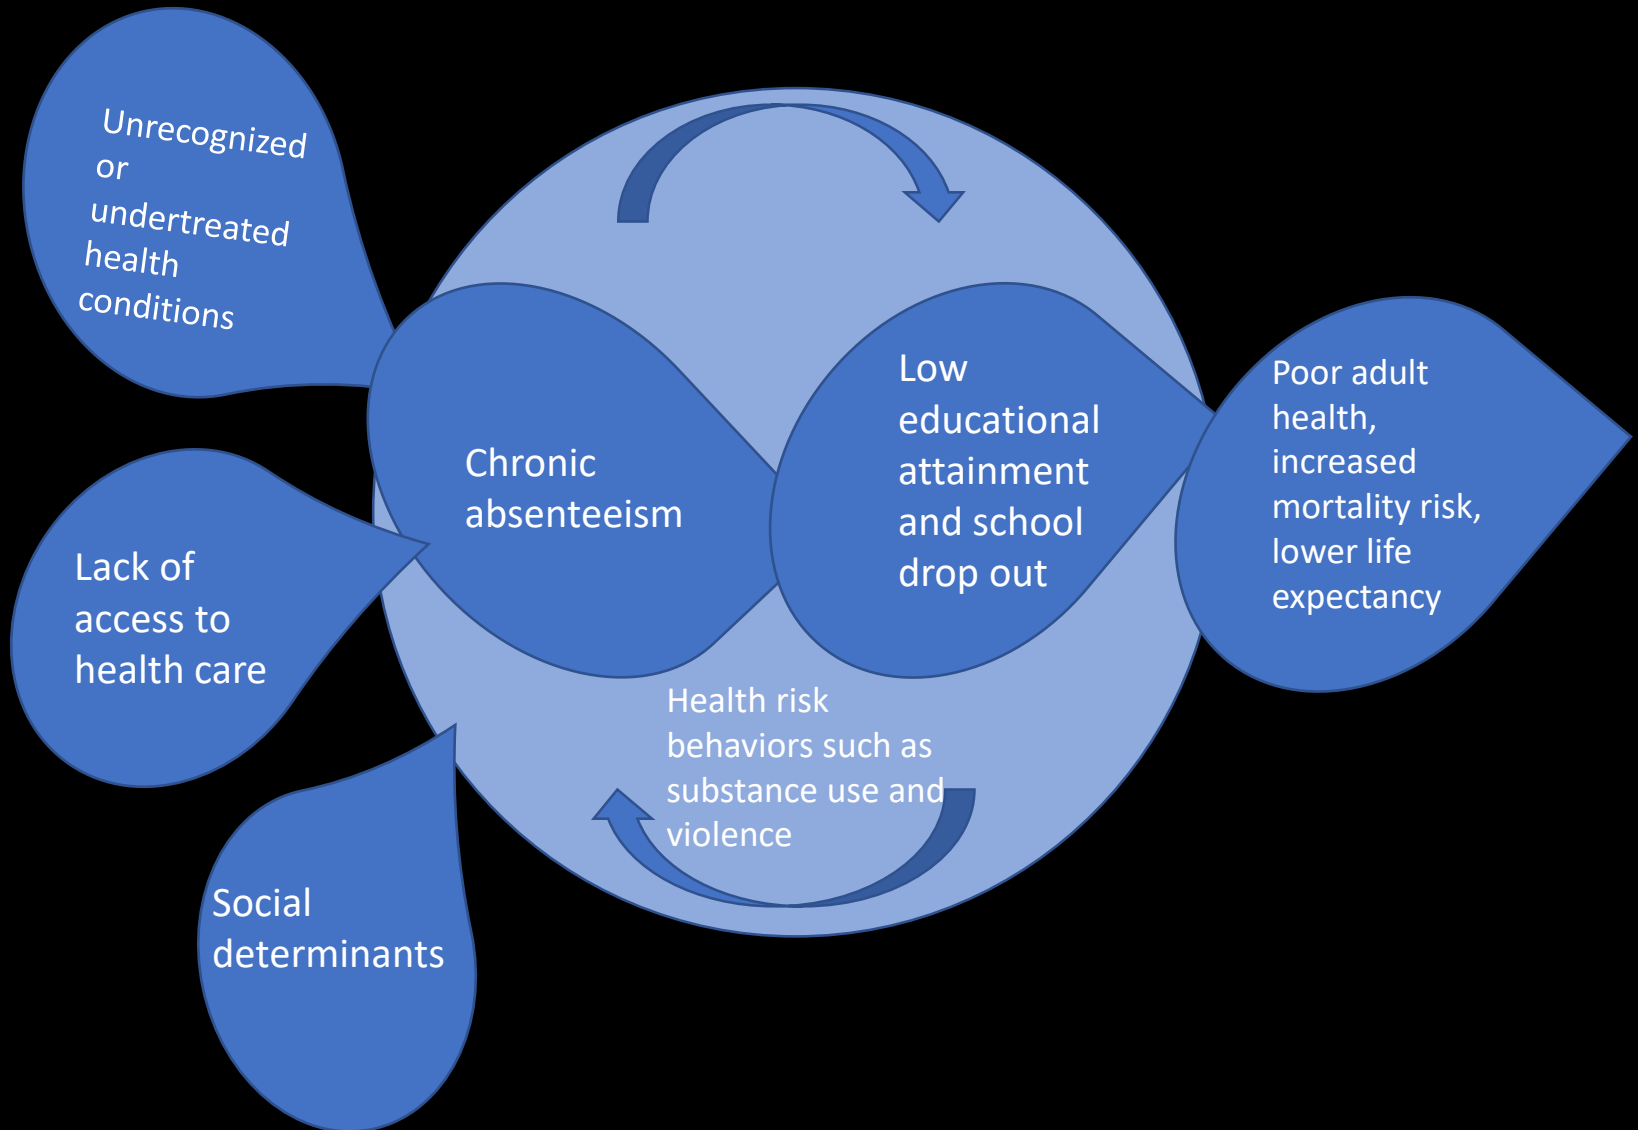 Unrecognized
or
undertreated
health
conditions
Lack of
access to
health care
Social
determinants
Chronic
absenteeism
Low
educational
attainment
and school
drop out
Health risk
behaviors such as
substance use and
violence
Poor adult
health,
increased
mortality risk,
lower life
expectancy